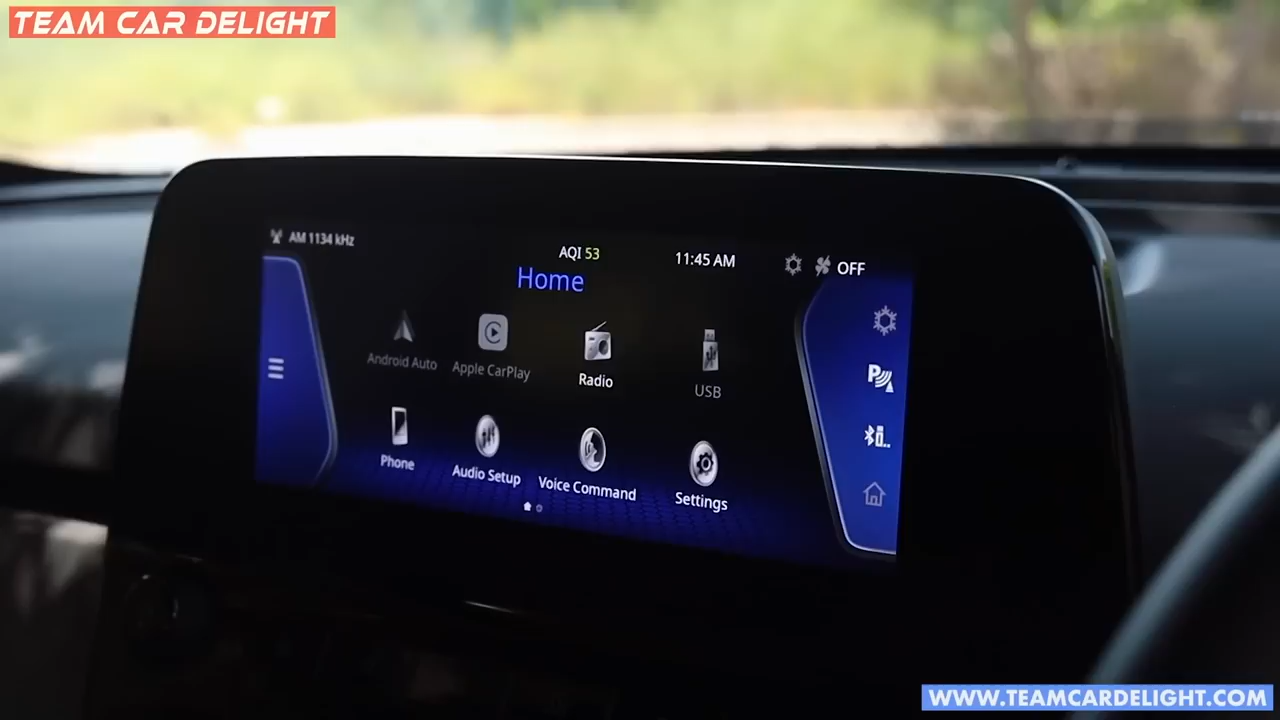 TEAM CAR DELIGHT
AM 1134 kHz
AQI 53
11:45 AM
OFF
Home
Android Auto
Apple CarPlay
Radio
USB
P
Phone
Audio Setup
Voice Command
Settings
WWW.TEAMCARDELIGHT.COM